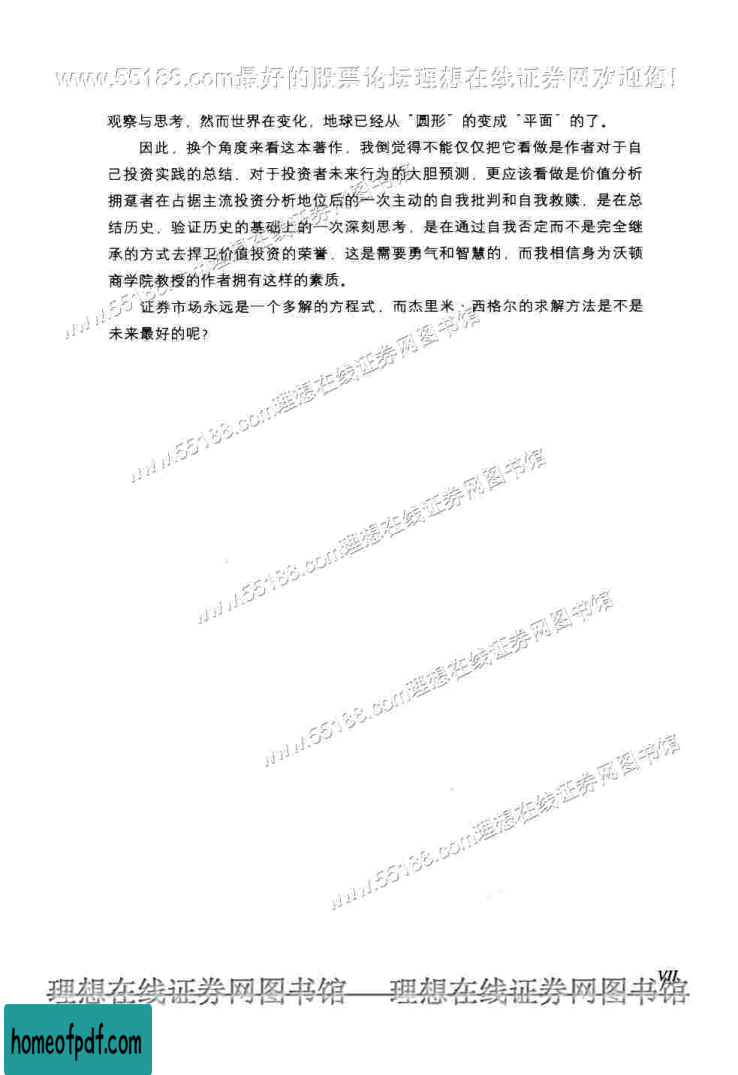 www.55188.com最好的股票论坛理想在线证券网欢迎您!
观察与思考，然而世界在变化，地球已经从“圆形”的变成“平面”的了。
因此，换个角度来看这本著作，我倒觉得不能仅仅把它看做是作者对于自
己投资实践的总结、对于投资者未来行为的大胆预测，更应该看做是价值分析
拥趸者在占据主流投资分析地位后的一次主动的自我批判和自我救赎，是在总
结历史、验证历史的基础上的一次深刻思考，是在通过自我否定而不是完全继
承的方式去捍卫价值投资的荣誉，这是需要勇气和智慧的，而我相信身为沃顿
商学院教授的作者拥有这样的素质。
证券市场永远是一个多解的方程式，而杰里米·西格尔的求解方法是不是
未来最好的呢？
www.55188.com理想在线证券网图书馆
www.55188.com理想在线证券网图书馆
www.55188.com理想在线证券网图书馆
www.55188.com理想在线证券网图书馆
www.55188.com理想在线证券网图书馆
VII
理想在线证券网图书馆 理想在线证券网图书馆
homeofpdf.com